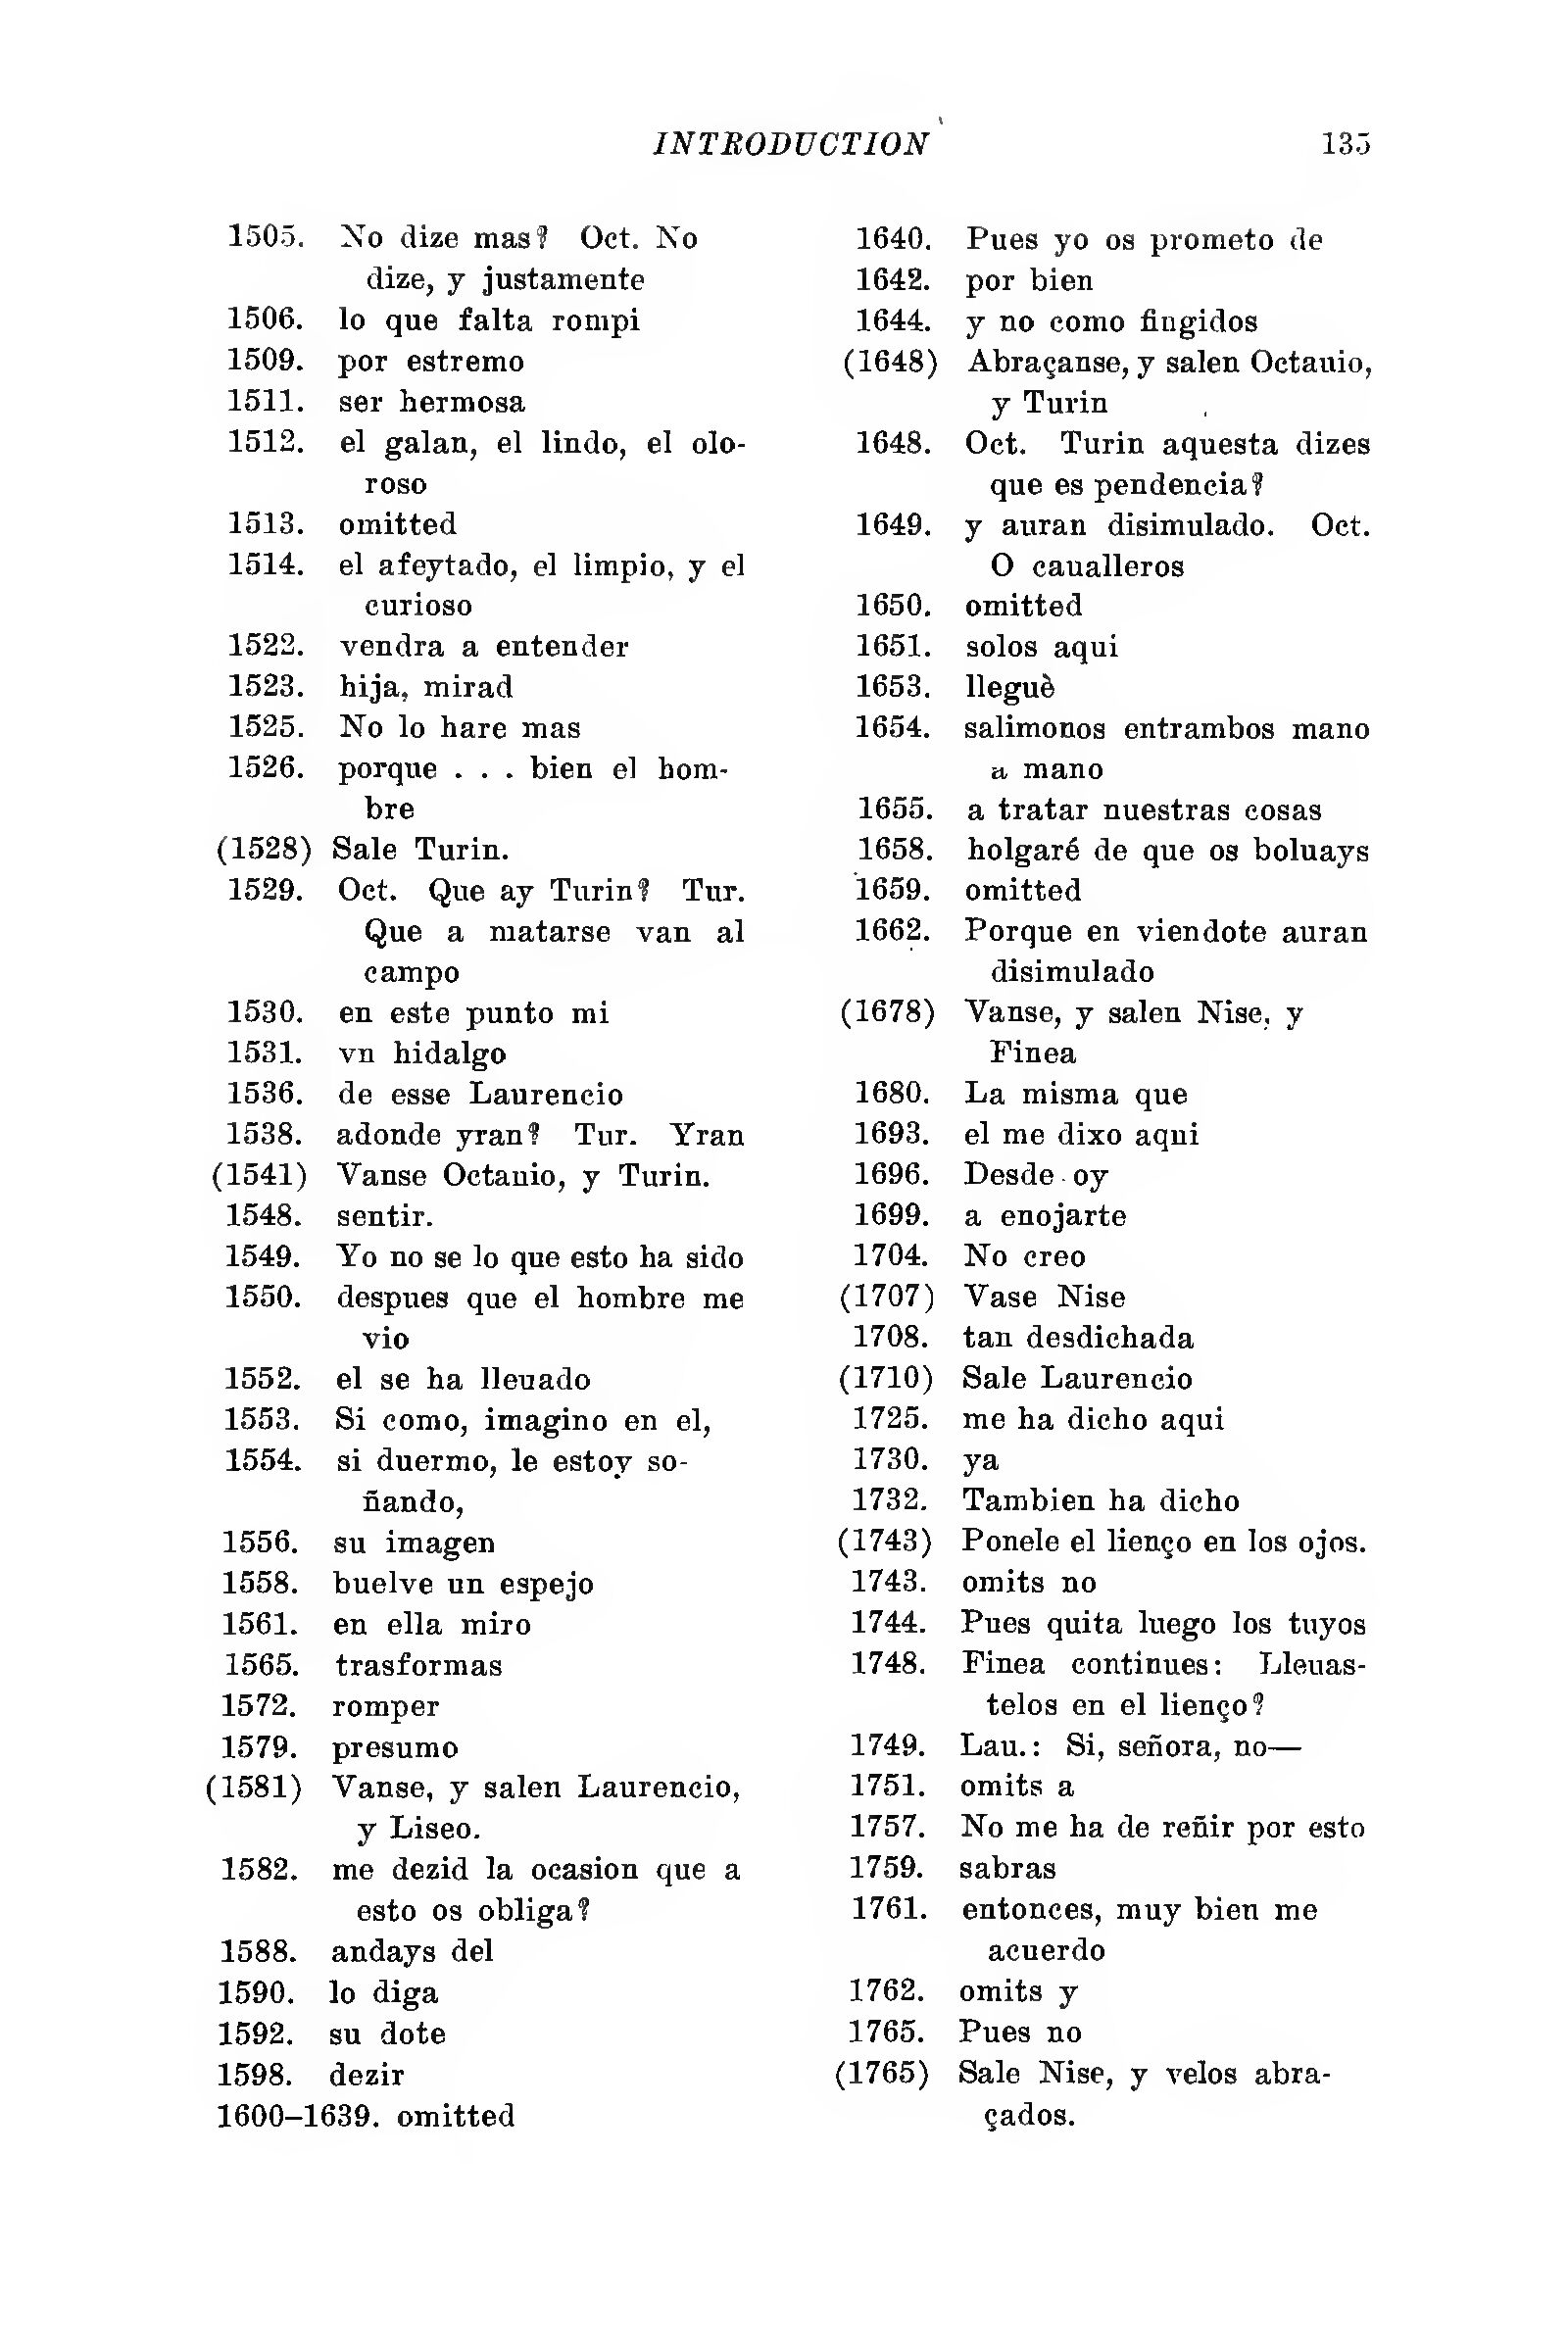 INTRODUCTION 135
1505. No dize mas? Oct. No
dize, y justamente
1506. lo que falta rompi
1509. por estremo
1511. ser hermosa
1512. el galan, el lindo, el olo-
roso
1513. omitted
1514. el afeytado, el limpio, y el
curioso
1522. vendra a entender
1523. hija, mirad
1525. No lo hare mas
1526. porque . . . bien el hom-
bre
(1528) Sale Turin.
1529. Oct. Que ay Turin? Tur.
Que a matarse van al
campo
1530. en este punto mi
1531. vn hidalgo
1536. de esse Laurencio
1538. adonde yran? Tur. Yran
(1541) Vanse Octauio, y Turin.
1548. sentir.
1549. Yo no se lo que esto ha sido
1550. despues que el hombre me
vio
1552. el se ha lleuado
1553. Si como, imagino en el,
1554. si duermo, le estoy so-
ñando,
1556. su imagen
1558. buelve un espejo
1561. en ella miro
1565. trasformas
1572. romper
1579. presumo
(1581) Vanse, y salen Laurencio,
y Liseo.
1582. me dezid la ocasion que a
esto os obliga?
1588. andays del
1590. lo diga
1592. su dote
1598. dezir
1600–1639. omitted
1640. Pues yo os prometo de
1642. por bien
1644. y no como fingidos
(1648) Abraçanse, y salen Octauio,
y Turin
1648. Oct. Turin aquesta dizes
que es pendencia?
1649. y auran disimulado. Oct.
O caualleros
1650. omitted
1651. solos aqui
1653. lleguè
1654. salimonos entrambos mano
a mano
1655. a tratar nuestras cosas
1658. holgaré de que os boluays
1659. omitted
1662. Porque en viendote auran
disimulado
(1678) Vanse, y salen Nise, y
Finea
1680. La misma que
1693. el me dixo aqui
1696. Desde oy
1699. a enojarte
1704. No creo
(1707) Vase Nise
1708. tan desdichada
(1710) Sale Laurencio
1725. me ha dicho aqui
1730. ya
1732. Tambien ha dicho
(1743) Ponele el lienço en los ojos.
1743. omits no
1744. Pues quita luego los tuyos
1748. Finea continues: Lleuas-
telos en el lienço?
1749. Lau.: Si, señora, no—
1751. omits a
1757. No me ha de reñir por esto
1759. sabras
1761. entonces, muy bien me
acuerdo
1762. omits y
1765. Pues no
(1765) Sale Nise, y velos abra-
çados.